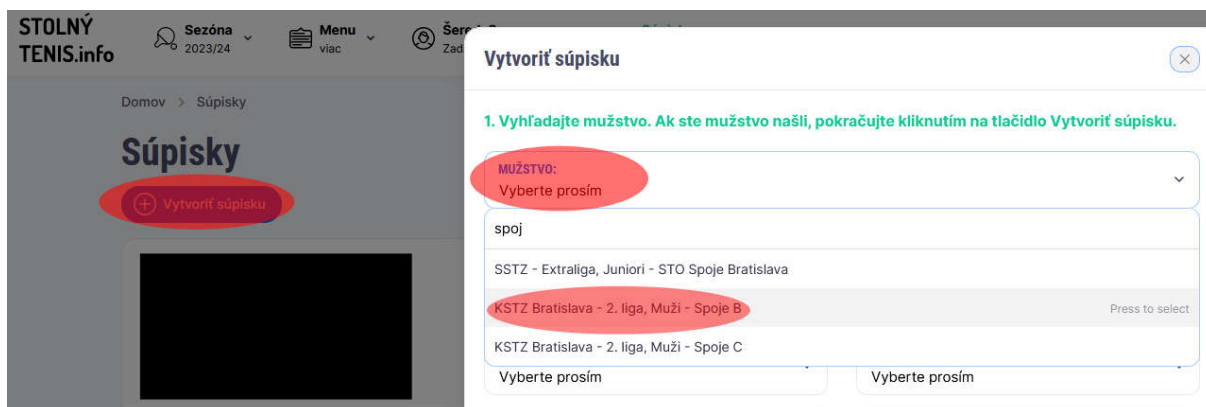 STOLNÝ
TENIS.info
Sezóna
2023/24
Menu
viac
Zad
Domov > Súpisky
Súpisky
Vytvoriť súpisku
Vytvoriť súpisku
1. Vyhľadajte mužstvo. Ak ste mužstvo našli, pokračujte kliknutím na tlačidlo Vytvoriť súpisku.
MUŽSTVO:
Vyberte prosím
spoj
SSTZ - Extraliga, Juniori - STO Spoje Bratislava
KSTZ Bratislava - 2. liga, Muži - Spoje B
Press to select
KSTZ Bratislava - 2. liga, Muži - Spoje C
Vyberte prosím
Vyberte prosím